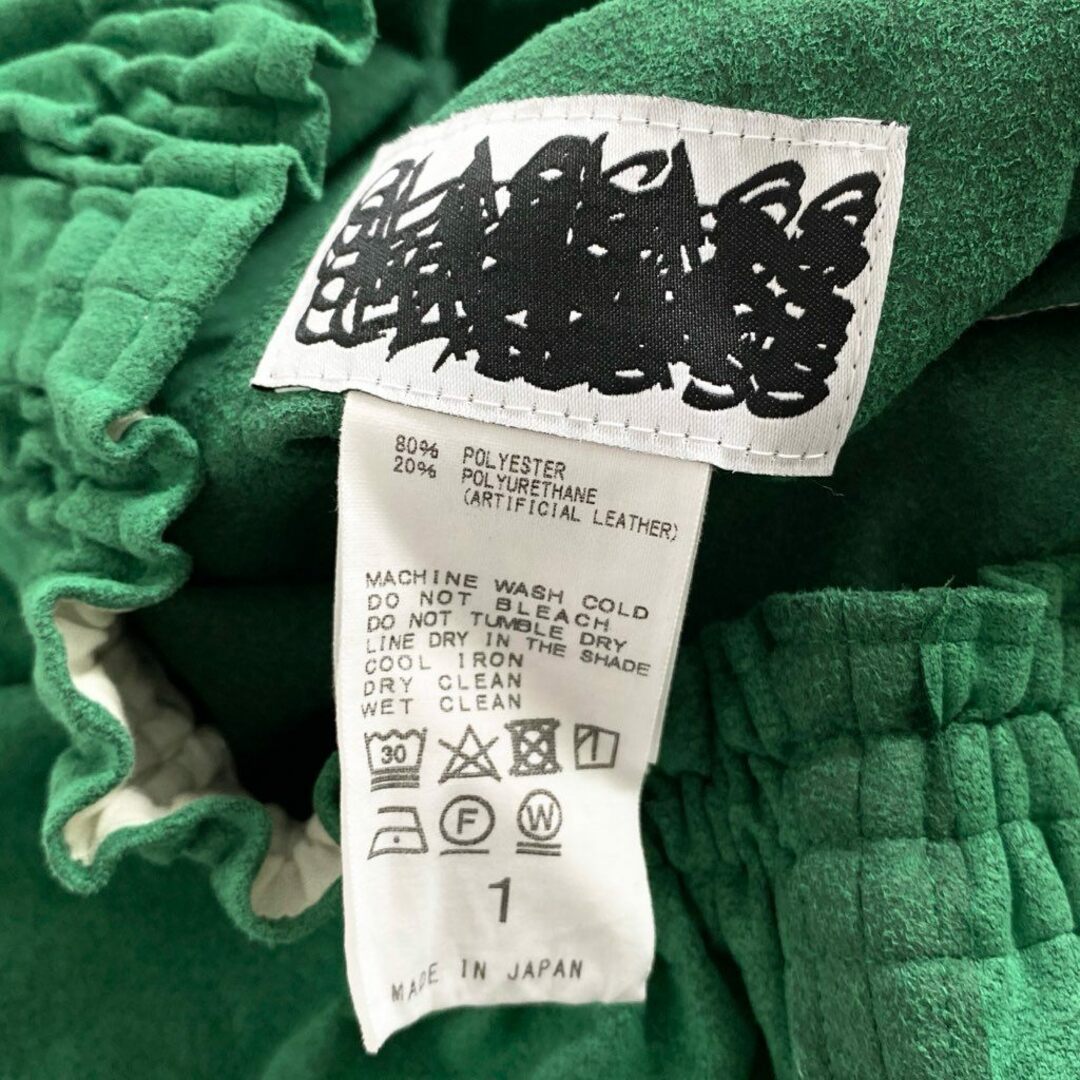 80% POLYESTER
20% POLYURETHANE
(ARTIFICIAL LEATHER)
MACHINE WASH COLD
DO NOT BLEACH
DO NOT TUMBLE DRY
LINE DRY IN THE SHADE
COOL IRON
DRY CLEAN
WET CLEAN
30
F W
1
MADE IN JAPAN